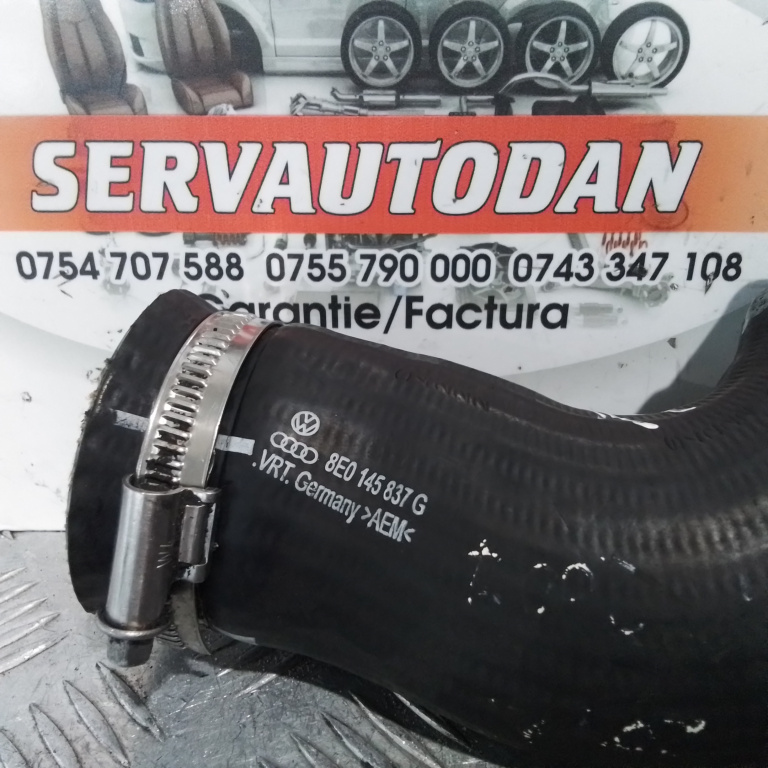 SERVAUTODAN
0754 707 588 0755 790 000 0743 347 108
Garantie/Factura
8E0 145 837 G
.VRT. Germany >AEM<